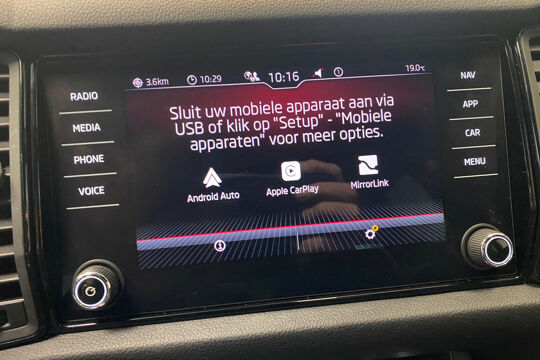 3.6km
10:29
10:16
19.0°C
RADIO
MEDIA
PHONE
VOICE
Sluit uw mobiele apparaat aan via
USB of klik op "Setup" - "Mobiele
apparaten" voor meer opties.
Android Auto
Apple CarPlay
MirrorLink
NAV
APP
CAR
MENU